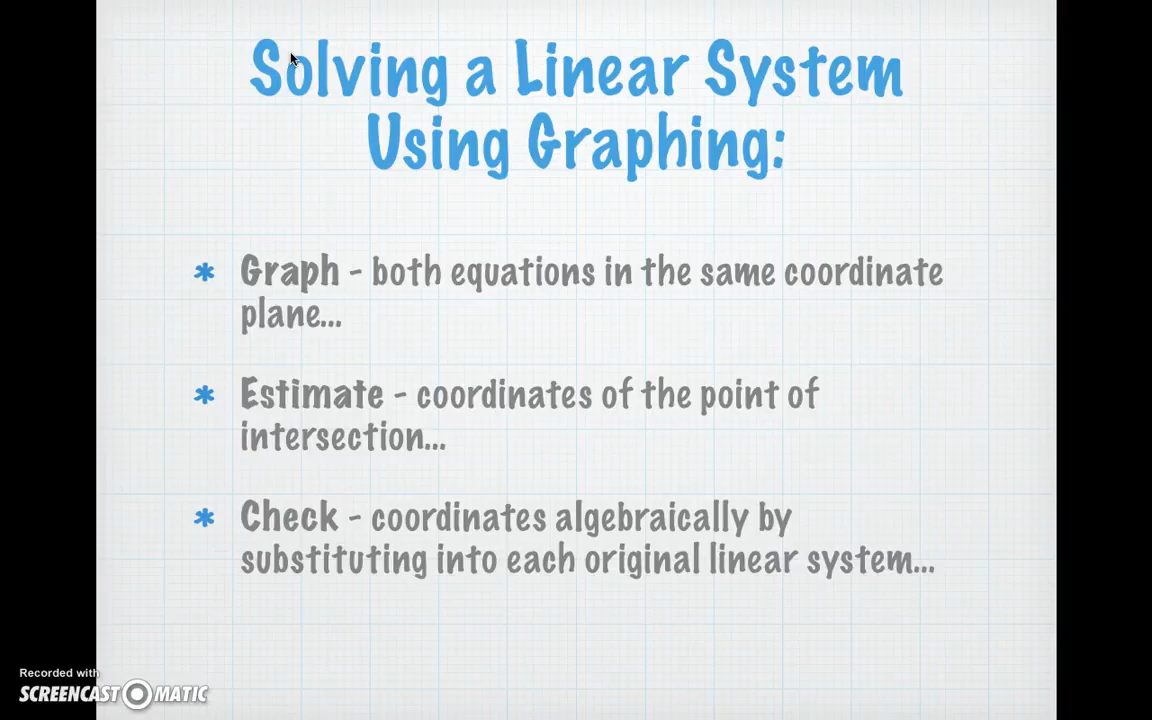 Solving a Linear System
Using Graphing:
* Graph - both equations in the same coordinate
plane...
* Estimate - coordinates of the point of
intersection...
* Check - coordinates algebraically by
substituting into each original linear system...
Recorded with
SCREENCAST MATIC